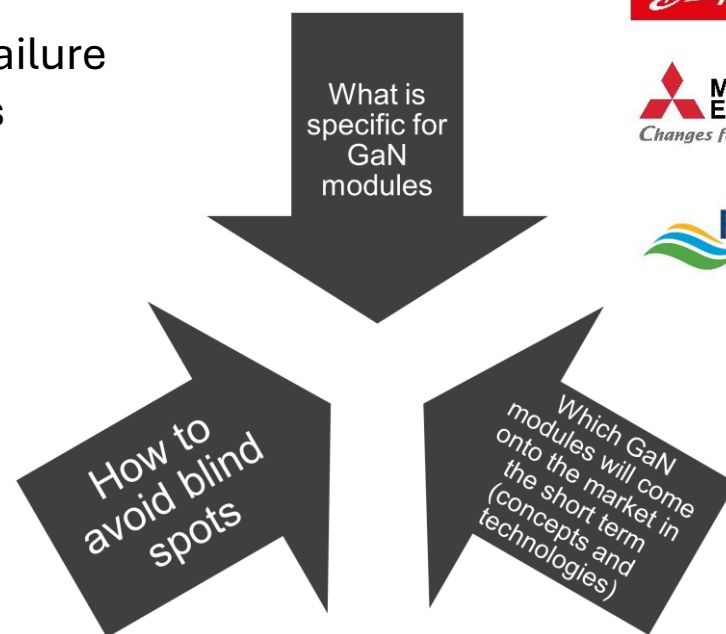 ailure
s
What is
specific for
GaN
modules
Changes f
How to
avoid blind
spots
Which GaN
modules will come
onto the market in
the short term
(concepts and
technologies)